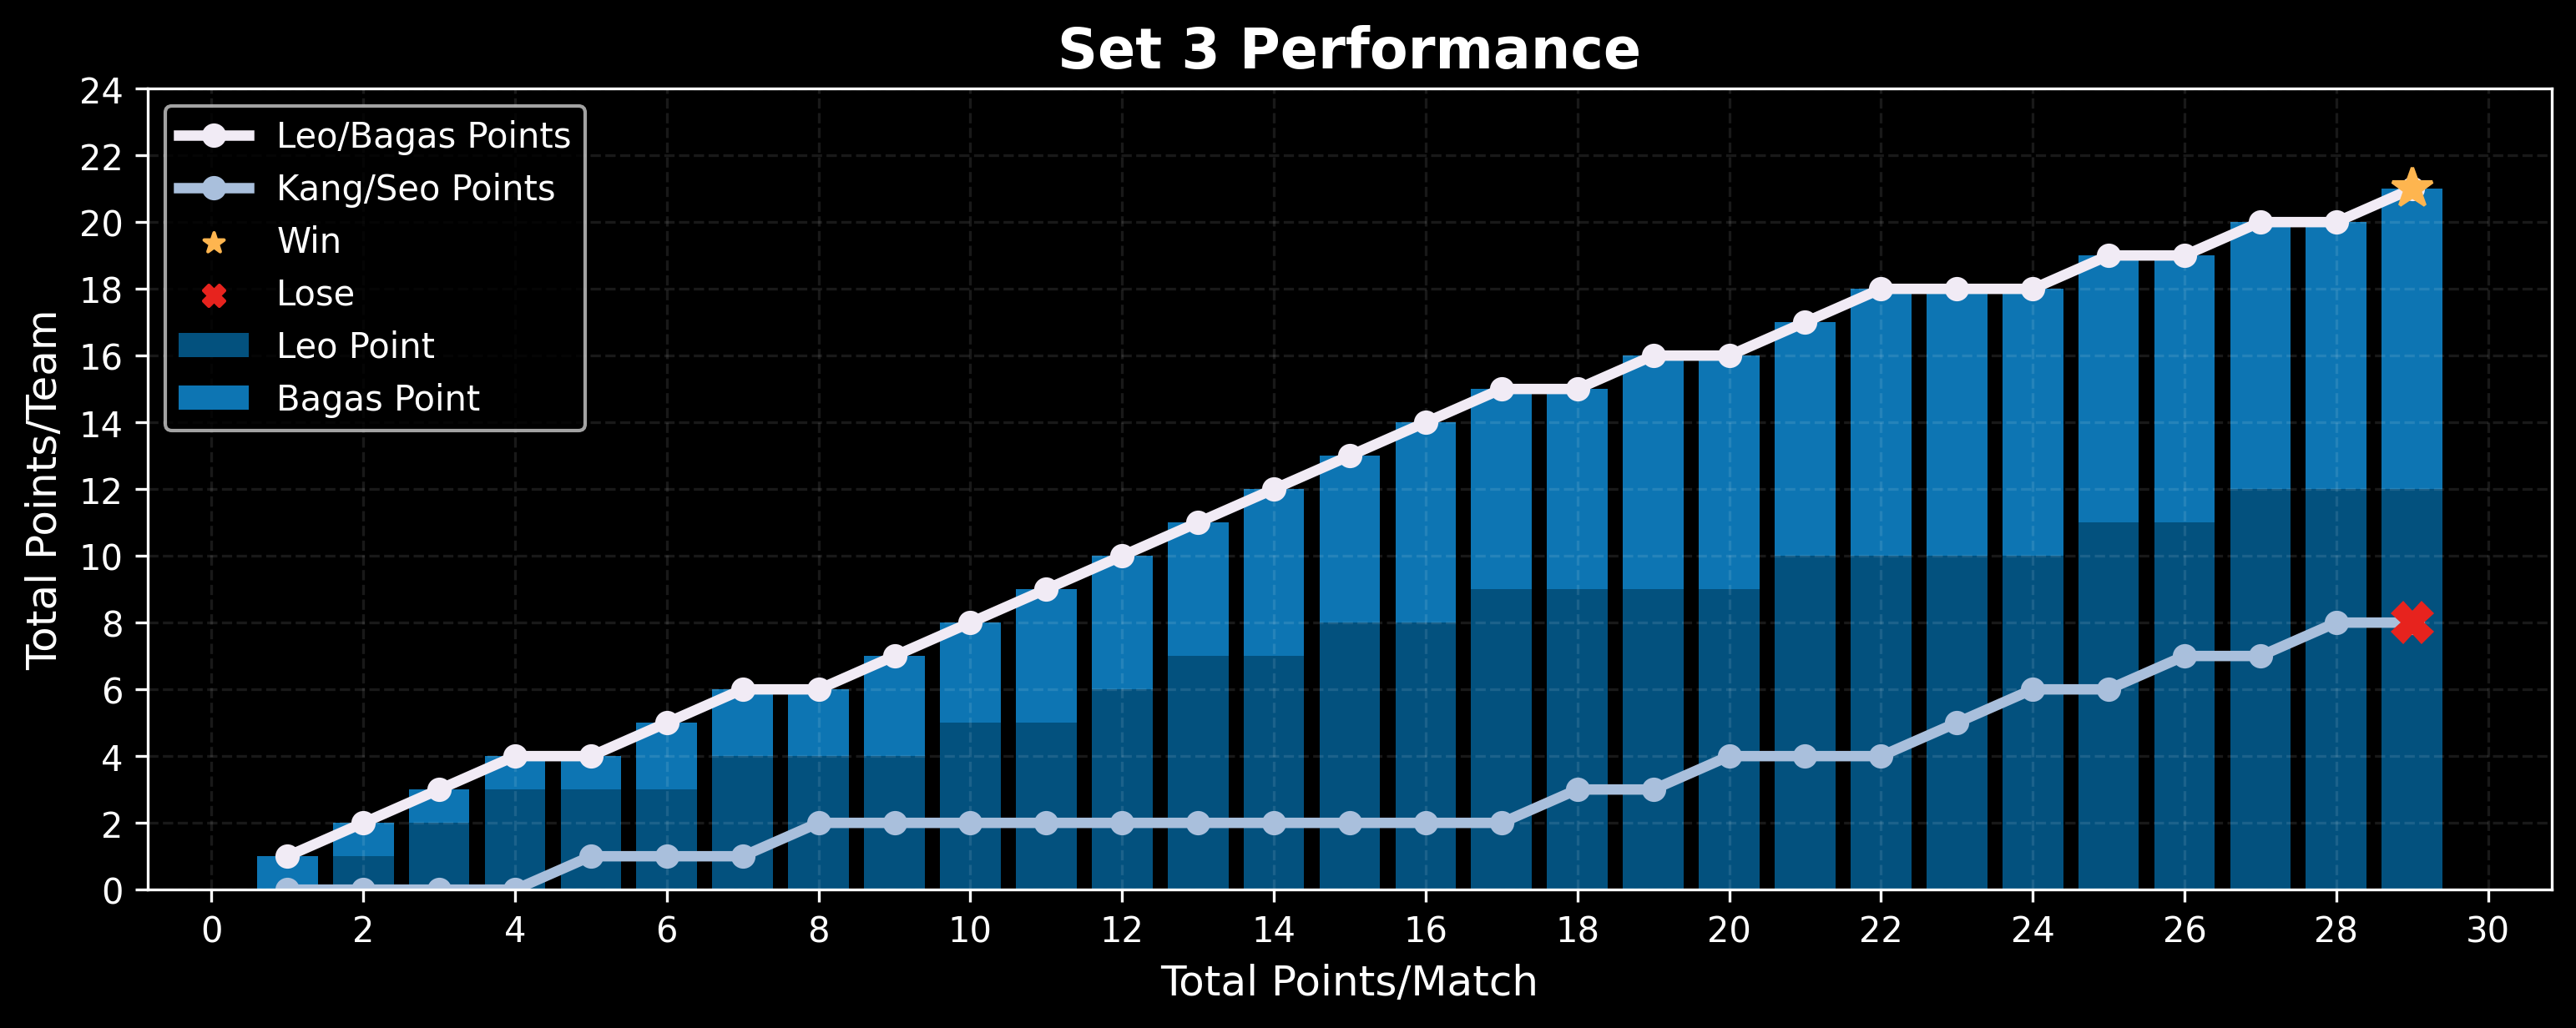 Set 3 Performance
24
22
20
18
16
14
12
10
8
6
4
2
0
Total Points/Team
Leo/Bagas Points
Kang/Seo Points
Win
Lose
Leo Point
Bagas Point
0 2 4 6 8 10 12 14 16 18 20 22 24 26 28 30
Total Points/Match